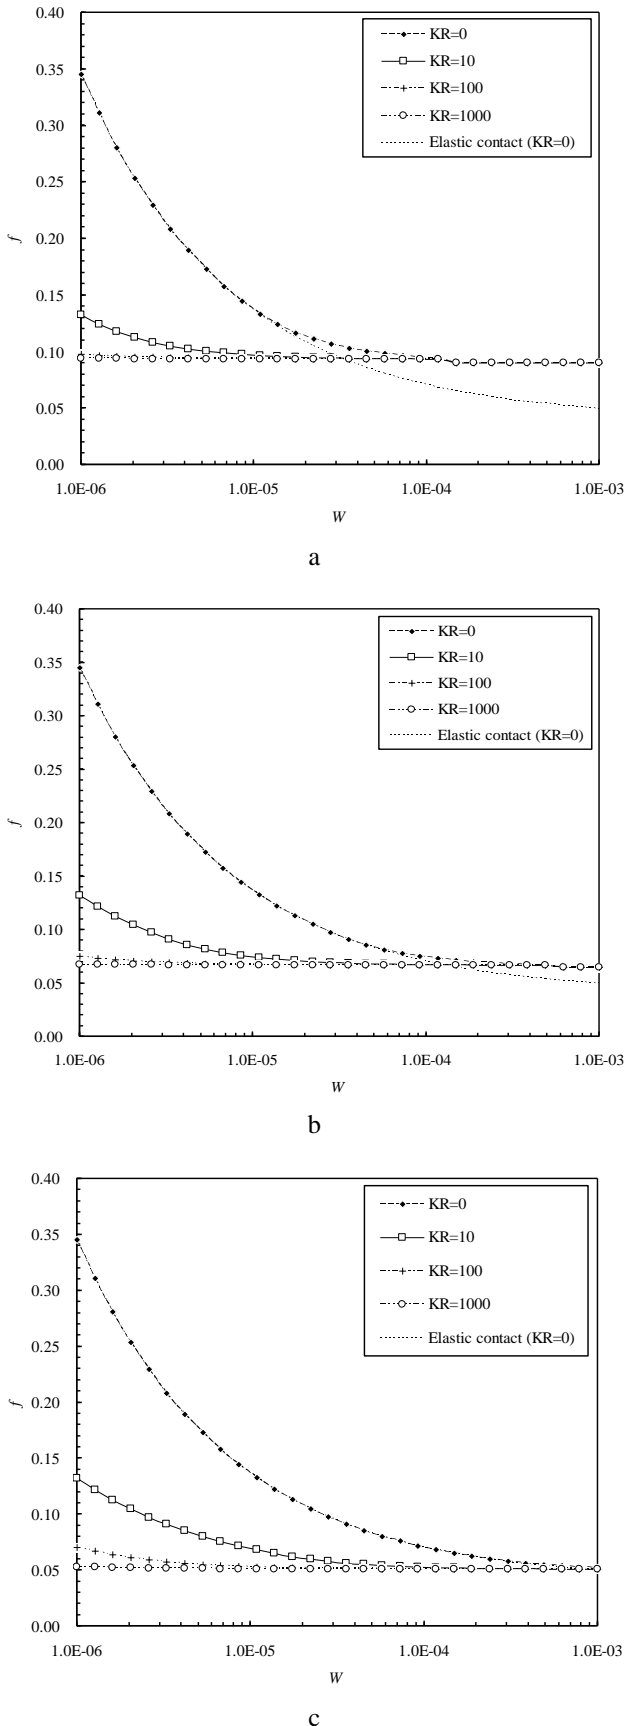 0.40
0.35
0.30
0.25
0.20
0.15
0.10
0.05
0.00
f
KR=0
KR=10
KR=100
KR=1000
Elastic contact (KR=0)
1.0E-06 1.0E-05 1.0E-04 1.0E-03
W
a
0.40
0.35
0.30
0.25
0.20
0.15
0.10
0.05
0.00
f
KR=0
KR=10
KR=100
KR=1000
Elastic contact (KR=0)
1.0E-06 1.0E-05 1.0E-04 1.0E-03
W
b
0.40
0.35
0.30
0.25
0.20
0.15
0.10
0.05
0.00
f
KR=0
KR=10
KR=100
KR=1000
Elastic contact (KR=0)
1.0E-06 1.0E-05 1.0E-04 1.0E-03
W
c